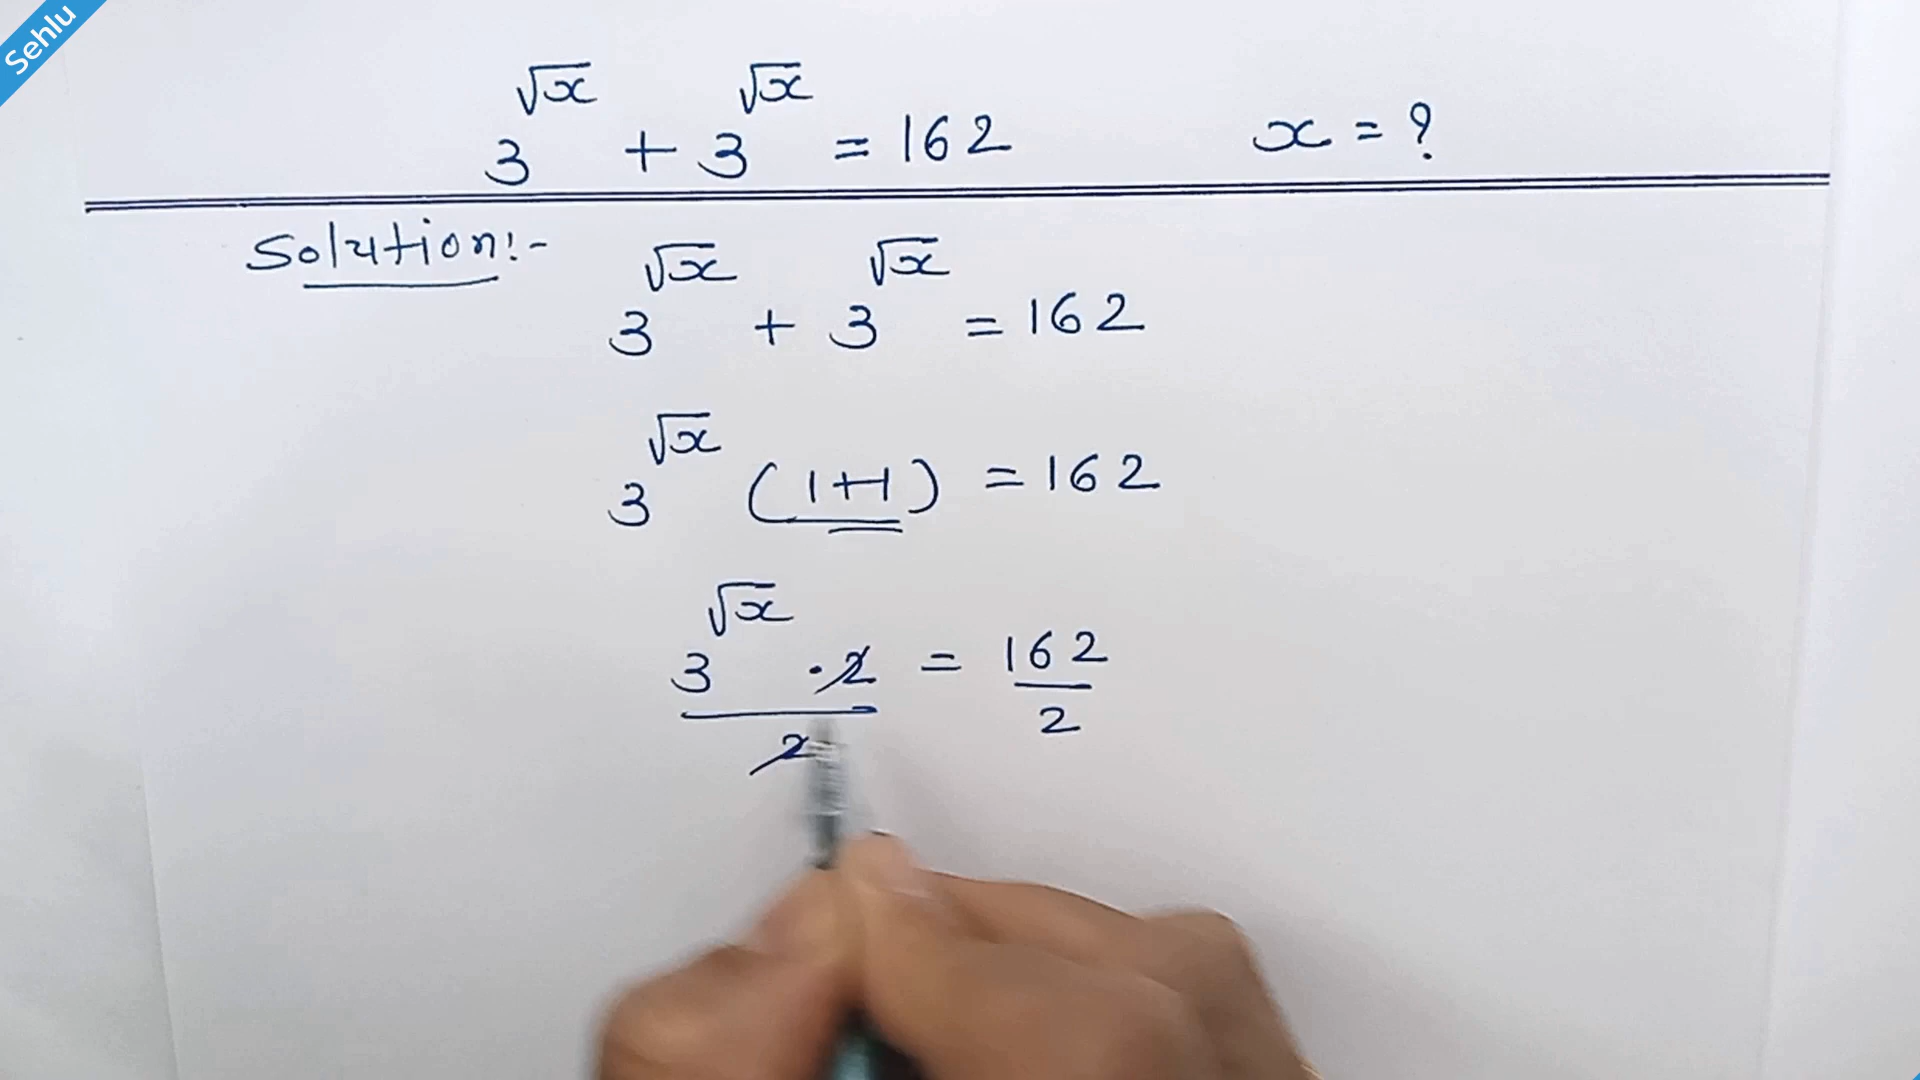 Sehlu
3^√x + 3^√x = 162 x = ?
Solution:-
3^√x + 3^√x = 162
3^√x (1+1) = 162
3^√x · 2 / 2 = 162 / 2